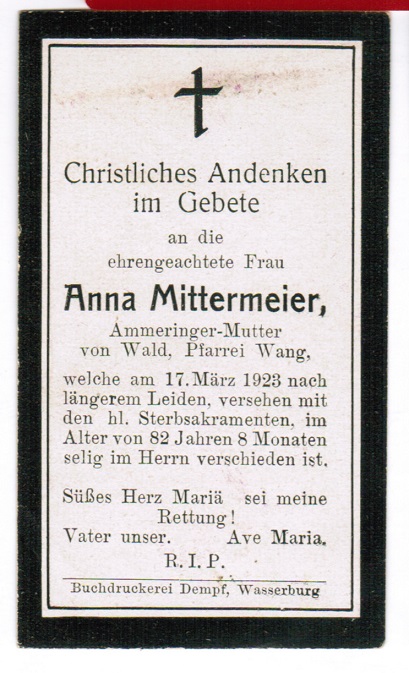 Christliches Andenken
im Gebete
an die
ehrengeachtete Frau
Anna Mittermeier,
Ammeringer-Mutter
von Wald, Pfarrei Wang,
welche am 17. März 1923 nach
längerem Leiden, versehen mit
den hl. Sterbsakramenten, im
Alter von 82 Jahren 8 Monaten
selig im Herrn verschieden ist.
Süßes Herz Mariä sei meine
Rettung!
Vater unser. Ave Maria.
R. I. P.
Buchdruckerei Dempf, Wasserburg